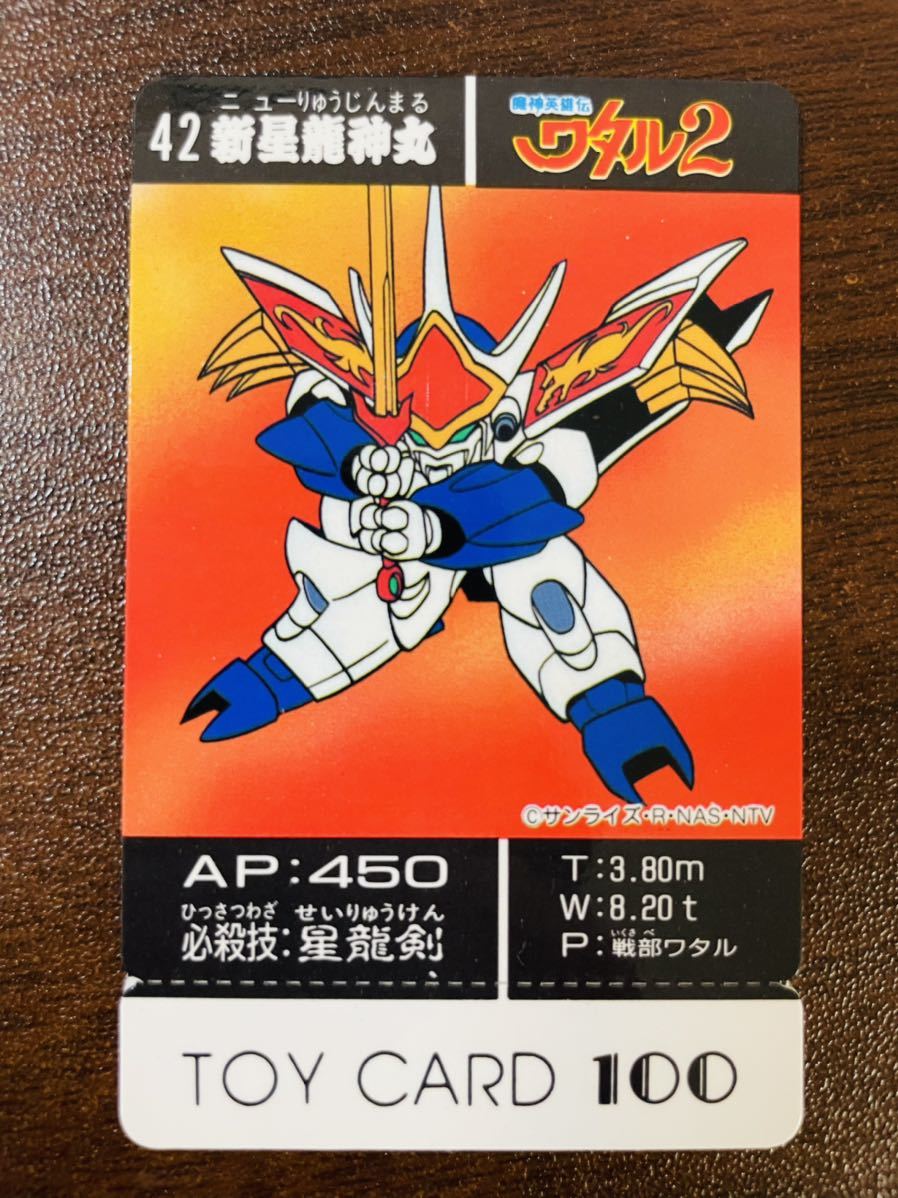 ニューりゅうじんまる
42 新星龍神丸
魔神英雄伝
ワタル2
©サンライズ・R・NAS・NTV
AP:450
ひっさつわざ せいりゅうけん
必殺技:星龍剣
T:3.80m
W:8.20t
いくさべ
P:戦部ワタル
TOY CARD 100